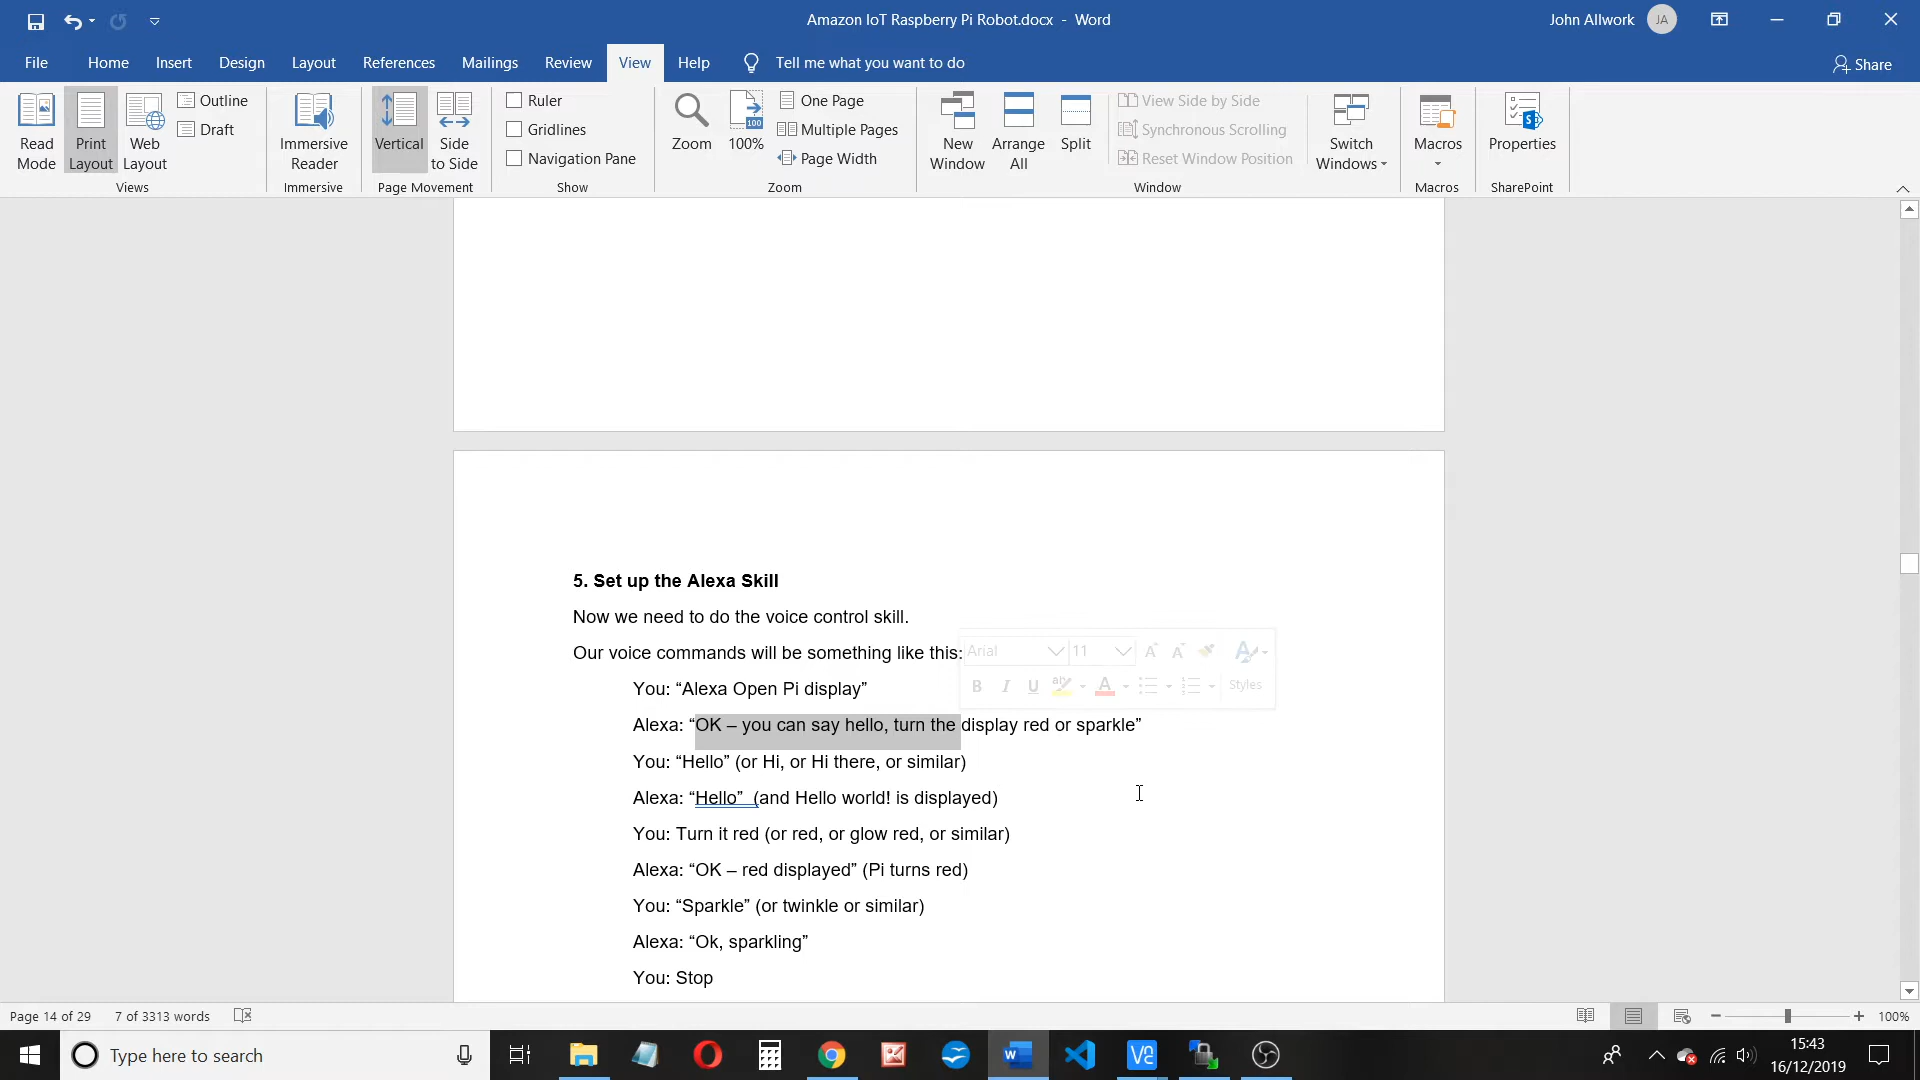 Amazon IoT Raspberry Pi Robot.docx - Word
John Allwork
JA
File Home Insert Design Layout References Mailings Review View Help Tell me what you want to do
Share
Read Mode
Print Layout
Web Layout
Outline
Draft
Views
Immersive Reader
Immersive
Vertical
Side to Side
Page Movement
Ruler
Gridlines
Navigation Pane
Show
Zoom
100
100%
One Page
Multiple Pages
Page Width
Zoom
New Window
Arrange All
Split
View Side by Side
Synchronous Scrolling
Reset Window Position
Window
Switch Windows
Macros
Macros
Properties
SharePoint
5. Set up the Alexa Skill
Now we need to do the voice control skill.
Our voice commands will be something like this:
Arial 11
B I U Styles
You: “Alexa Open Pi display”
Alexa: “OK – you can say hello, turn the display red or sparkle”
You: “Hello” (or Hi, or Hi there, or similar)
Alexa: “Hello” (and Hello world! is displayed)
You: Turn it red (or red, or glow red, or similar)
Alexa: “OK – red displayed” (Pi turns red)
You: “Sparkle” (or twinkle or similar)
Alexa: “Ok, sparkling”
You: Stop
Page 14 of 29 7 of 3313 words
100%
Type here to search
15:43
16/12/2019